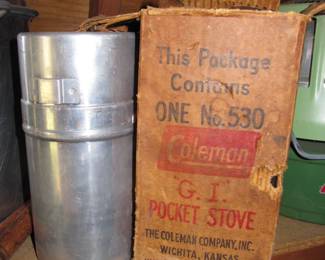 This Package
Contains
ONE No. 530
Coleman
"G.I."
POCKET STOVE
THE COLEMAN COMPANY, INC.
WICHITA, KANSAS